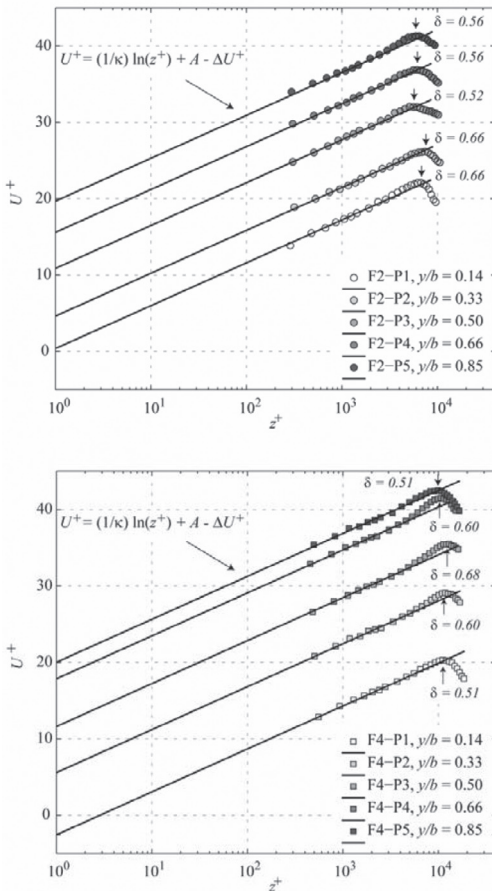 δ = 0.56
40
U⁺ = (1/κ) ln(z⁺) + A - ΔU⁺
δ = 0.56
δ = 0.52
30
δ = 0.66
δ = 0.66
20
U⁺
10
F2−P1, y/b = 0.14
F2−P2, y/b = 0.33
F2−P3, y/b = 0.50
0
F2−P4, y/b = 0.66
F2−P5, y/b = 0.85
10⁰ 10¹ 10² 10³ 10⁴
z⁺
δ = 0.51
40
U⁺ = (1/κ) ln(z⁺) + A - ΔU⁺
δ = 0.60
30
δ = 0.68
δ = 0.60
20
U⁺
δ = 0.51
10
F4−P1, y/b = 0.14
F4−P2, y/b = 0.33
F4−P3, y/b = 0.50
0
F4−P4, y/b = 0.66
F4−P5, y/b = 0.85
10⁰ 10¹ 10² 10³ 10⁴
z⁺